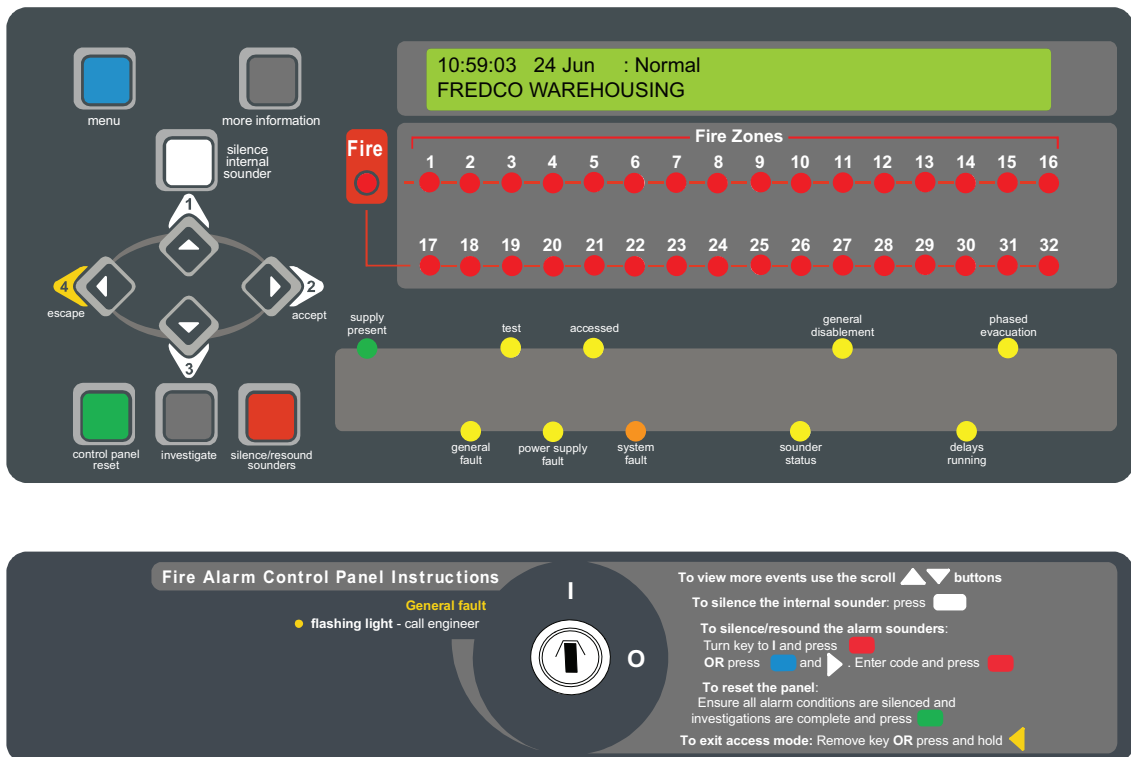 10:59:03 24 Jun : Normal
FREDCO WAREHOUSING
menu
more information
silence
internal
sounder
1
4
2
escape
accept
3
control panel
reset
investigate
silence/resound
sounders
Fire
Fire Zones
1 2 3 4 5 6 7 8 9 10 11 12 13 14 15 16
17 18 19 20 21 22 23 24 25 26 27 28 29 30 31 32
supply
present
test
accessed
general
disablement
phased
evacuation
general
fault
power supply
fault
system
fault
sounder
status
delays
running
Fire Alarm Control Panel Instructions
General fault
flashing light - call engineer
I
O
To view more events use the scroll buttons
To silence the internal sounder: press
To silence/resound the alarm sounders:
Turn key to I and press
OR press and . Enter code and press
To reset the panel:
Ensure all alarm conditions are silenced and
investigations are complete and press
To exit access mode: Remove key OR press and hold